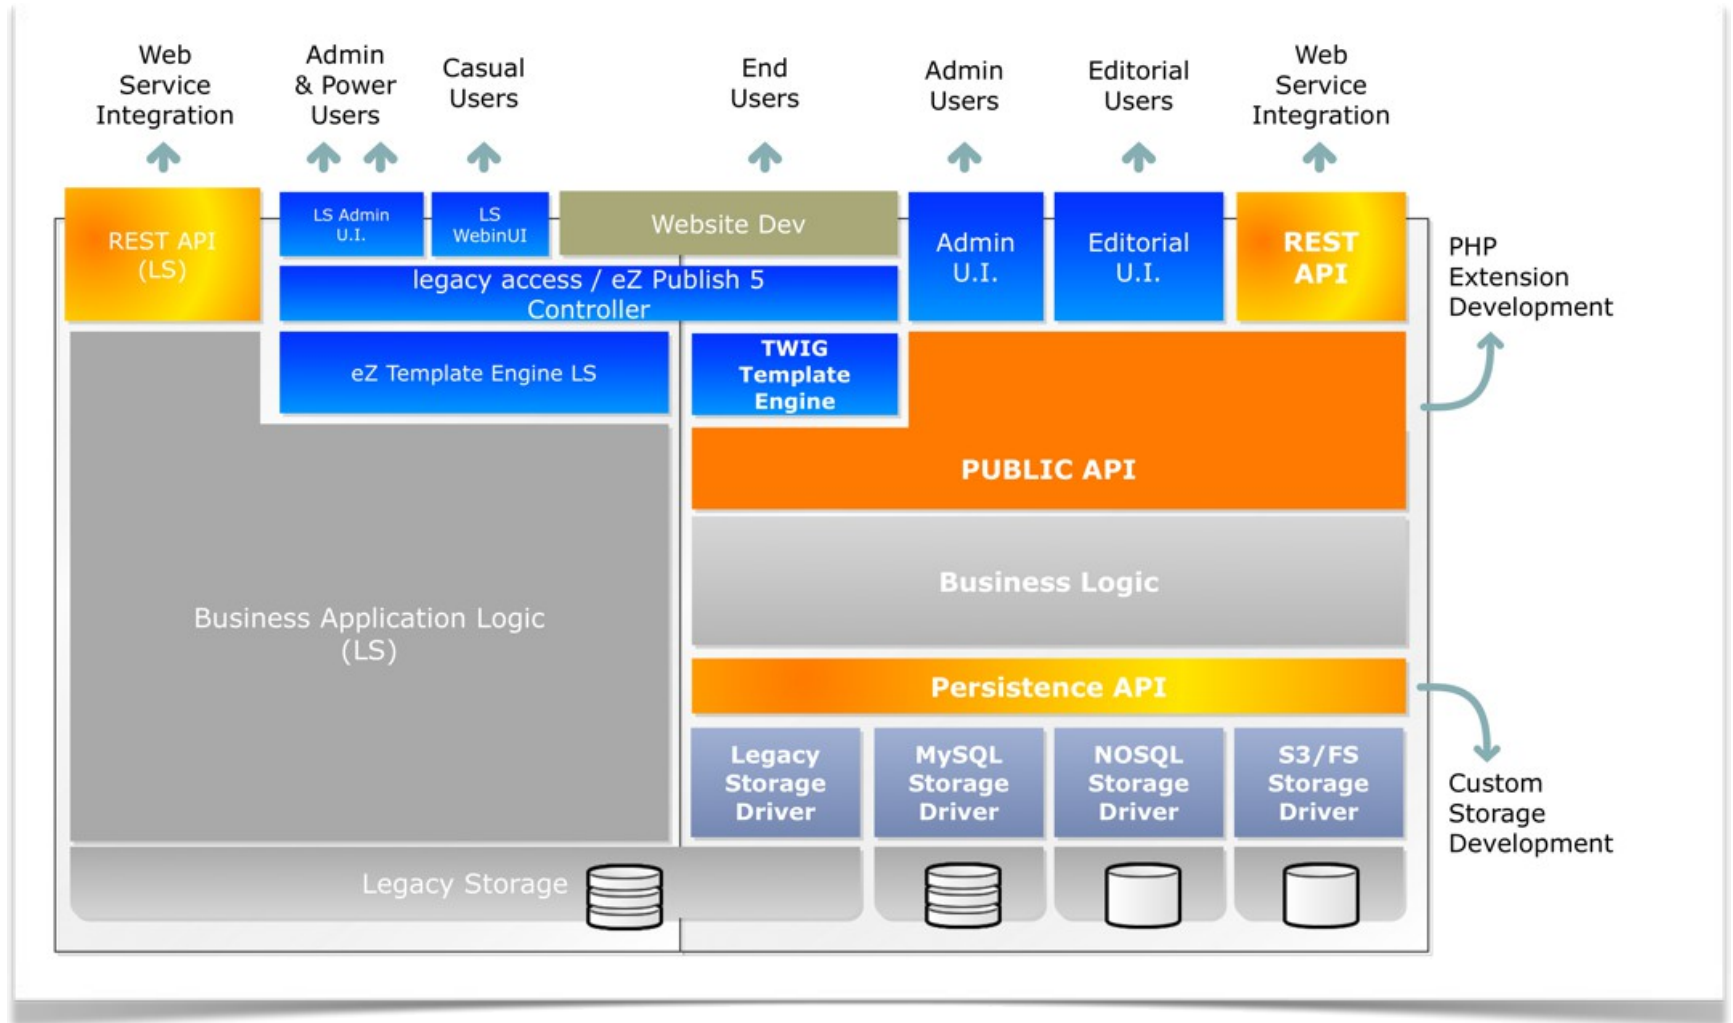 Web
Service
Integration
Admin
& Power
Users
Casual
Users
End
Users
Admin
Users
Editorial
Users
Web
Service
Integration
REST API
(LS)
LS Admin
U.I.
LS
WebinUI
Website Dev
Admin
U.I.
Editorial
U.I.
REST
API
PHP
Extension
Development
legacy access / eZ Publish 5
Controller
eZ Template Engine LS
TWIG
Template
Engine
PUBLIC API
Business Logic
Business Application Logic
(LS)
Persistence API
Legacy
Storage
Driver
MySQL
Storage
Driver
NOSQL
Storage
Driver
S3/FS
Storage
Driver
Custom
Storage
Development
Legacy Storage